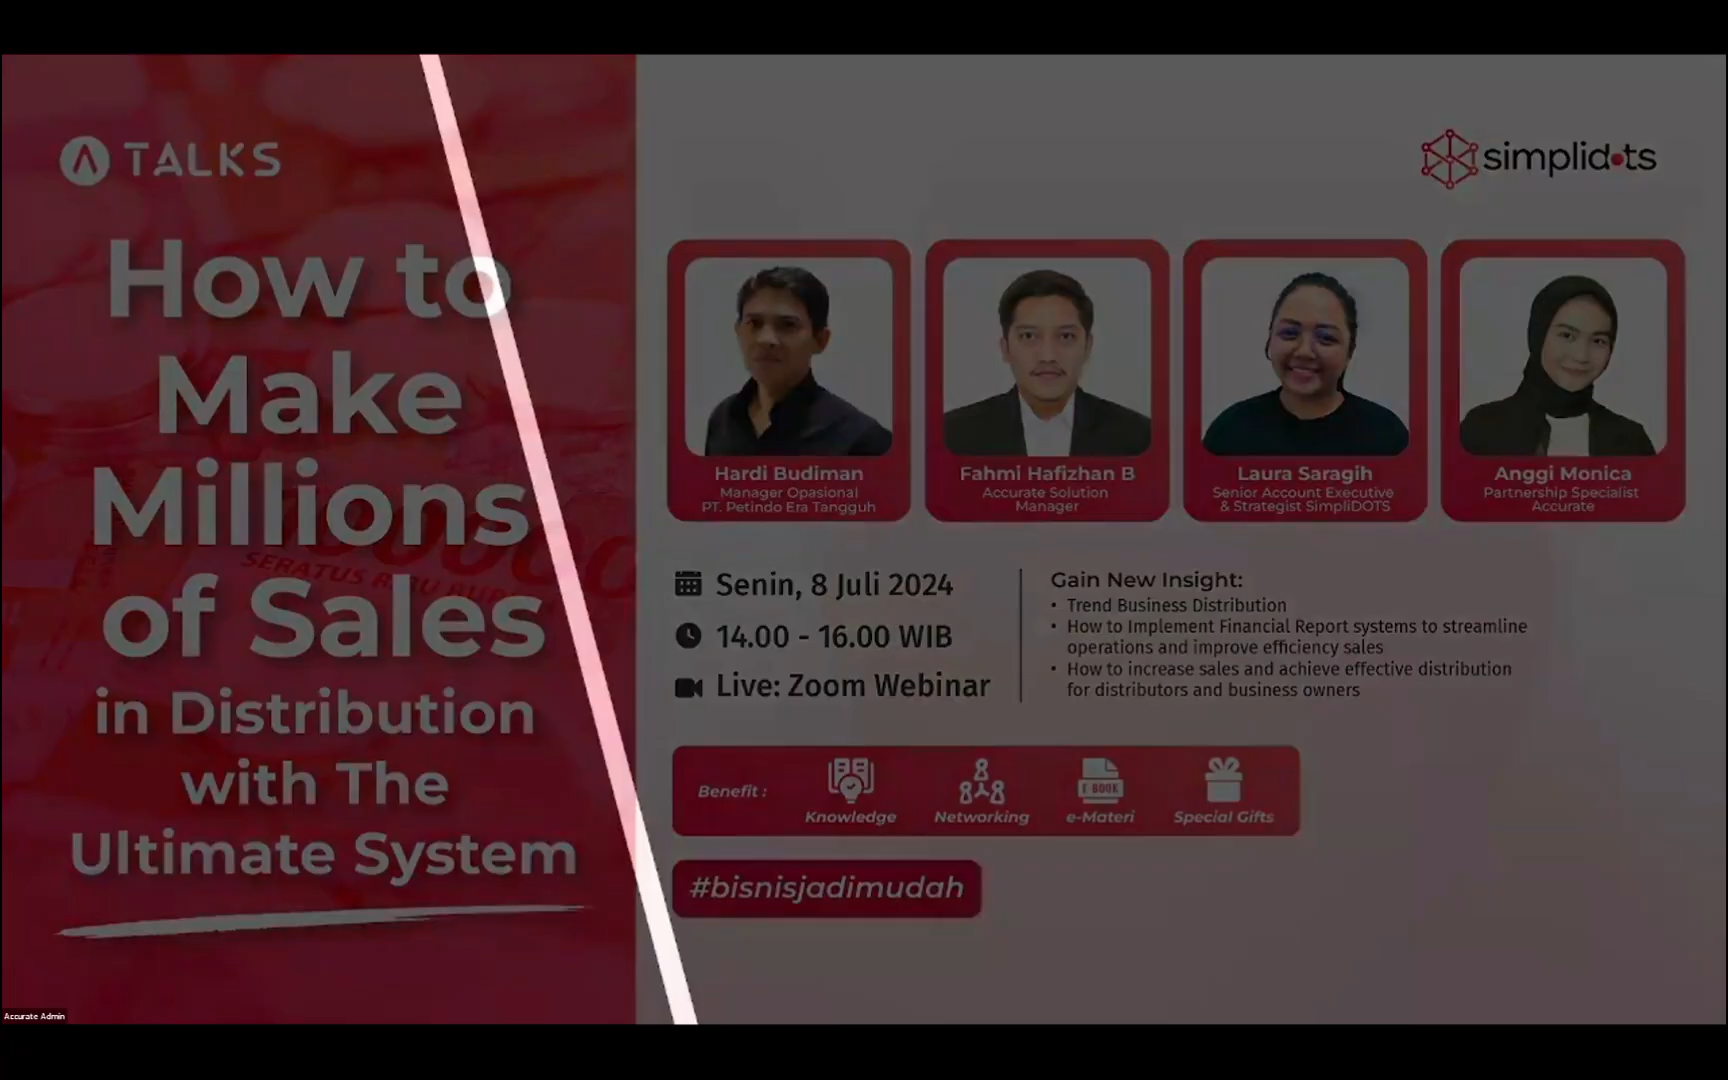 TALKS
How to
Make
Millions
of Sales
in Distribution
with The
Ultimate System
SERATUS RIBU RUPIAH
simplidots
Hardi Budiman
Manager Opasional
PT. Petindo Era Tangguh
Fahmi Hafizhan B
Accurate Solution
Manager
Laura Saragih
Senior Account Executive
& Strategist SimpliDOTS
Anggi Monica
Partnership Specialist
Accurate
Senin, 8 Juli 2024
14.00 - 16.00 WIB
Live: Zoom Webinar
Gain New Insight:
• Trend Business Distribution
• How to Implement Financial Report systems to streamline
operations and improve efficiency sales
• How to increase sales and achieve effective distribution
for distributors and business owners
Benefit :
Knowledge
Networking
E BOOK
e-Materi
Special Gifts
#bisnisjadimudah
Accurate Admin